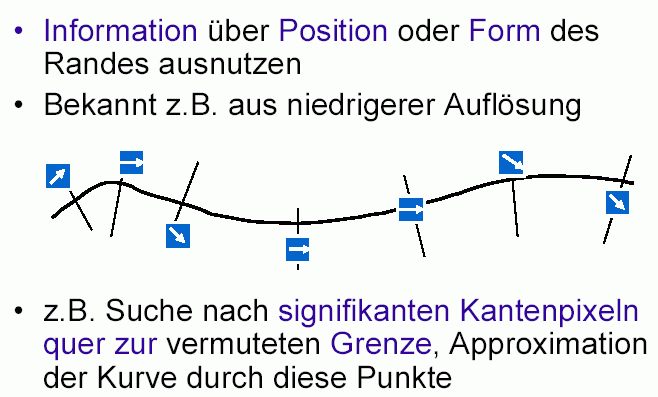 • Information über Position oder Form des
Randes ausnutzen
• Bekannt z.B. aus niedrigerer Auflösung
• z.B. Suche nach signifikanten Kantenpixeln
quer zur vermuteten Grenze, Approximation
der Kurve durch diese Punkte